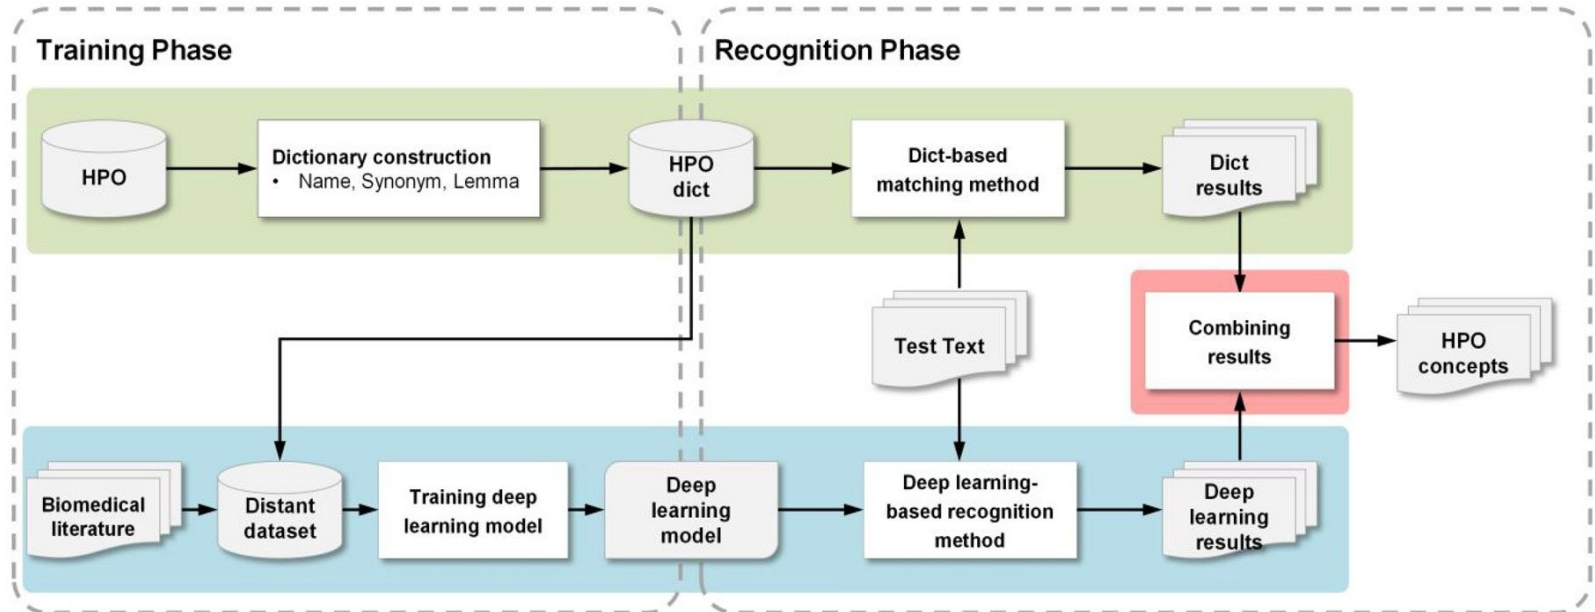 Training Phase
Recognition Phase
HPO
Dictionary construction
• Name, Synonym, Lemma
HPO
dict
Dict-based
matching method
Dict
results
Test Text
Combining
results
HPO
concepts
Biomedical
literature
Distant
dataset
Training deep
learning model
Deep
learning
model
Deep learning-
based recognition
method
Deep
learning
results